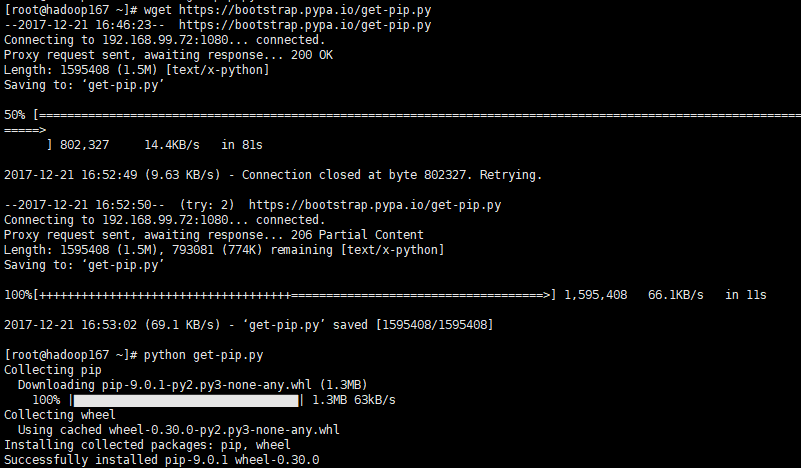 [root@hadoop167 ~]# wget https://bootstrap.pypa.io/get-pip.py
--2017-12-21 16:46:23--  https://bootstrap.pypa.io/get-pip.py
Connecting to 192.168.99.72:1080... connected.
Proxy request sent, awaiting response... 200 OK
Length: 1595408 (1.5M) [text/x-python]
Saving to: ‘get-pip.py’
50% [=============================================================================================================
=====>
      ] 802,327     14.4KB/s   in 81s
2017-12-21 16:52:49 (9.63 KB/s) - Connection closed at byte 802327. Retrying.
--2017-12-21 16:52:50--  (try: 2)  https://bootstrap.pypa.io/get-pip.py
Connecting to 192.168.99.72:1080... connected.
Proxy request sent, awaiting response... 206 Partial Content
Length: 1595408 (1.5M), 793081 (774K) remaining [text/x-python]
Saving to: ‘get-pip.py’
100%[++++++++++++++++++++++++++++++++++++====================================>] 1,595,408   66.1KB/s   in 11s
2017-12-21 16:53:02 (69.1 KB/s) - ‘get-pip.py’ saved [1595408/1595408]
[root@hadoop167 ~]# python get-pip.py
Collecting pip
  Downloading pip-9.0.1-py2.py3-none-any.whl (1.3MB)
    100% |████████████████████████████████| 1.3MB 63kB/s
Collecting wheel
  Using cached wheel-0.30.0-py2.py3-none-any.whl
Installing collected packages: pip, wheel
Successfully installed pip-9.0.1 wheel-0.30.0